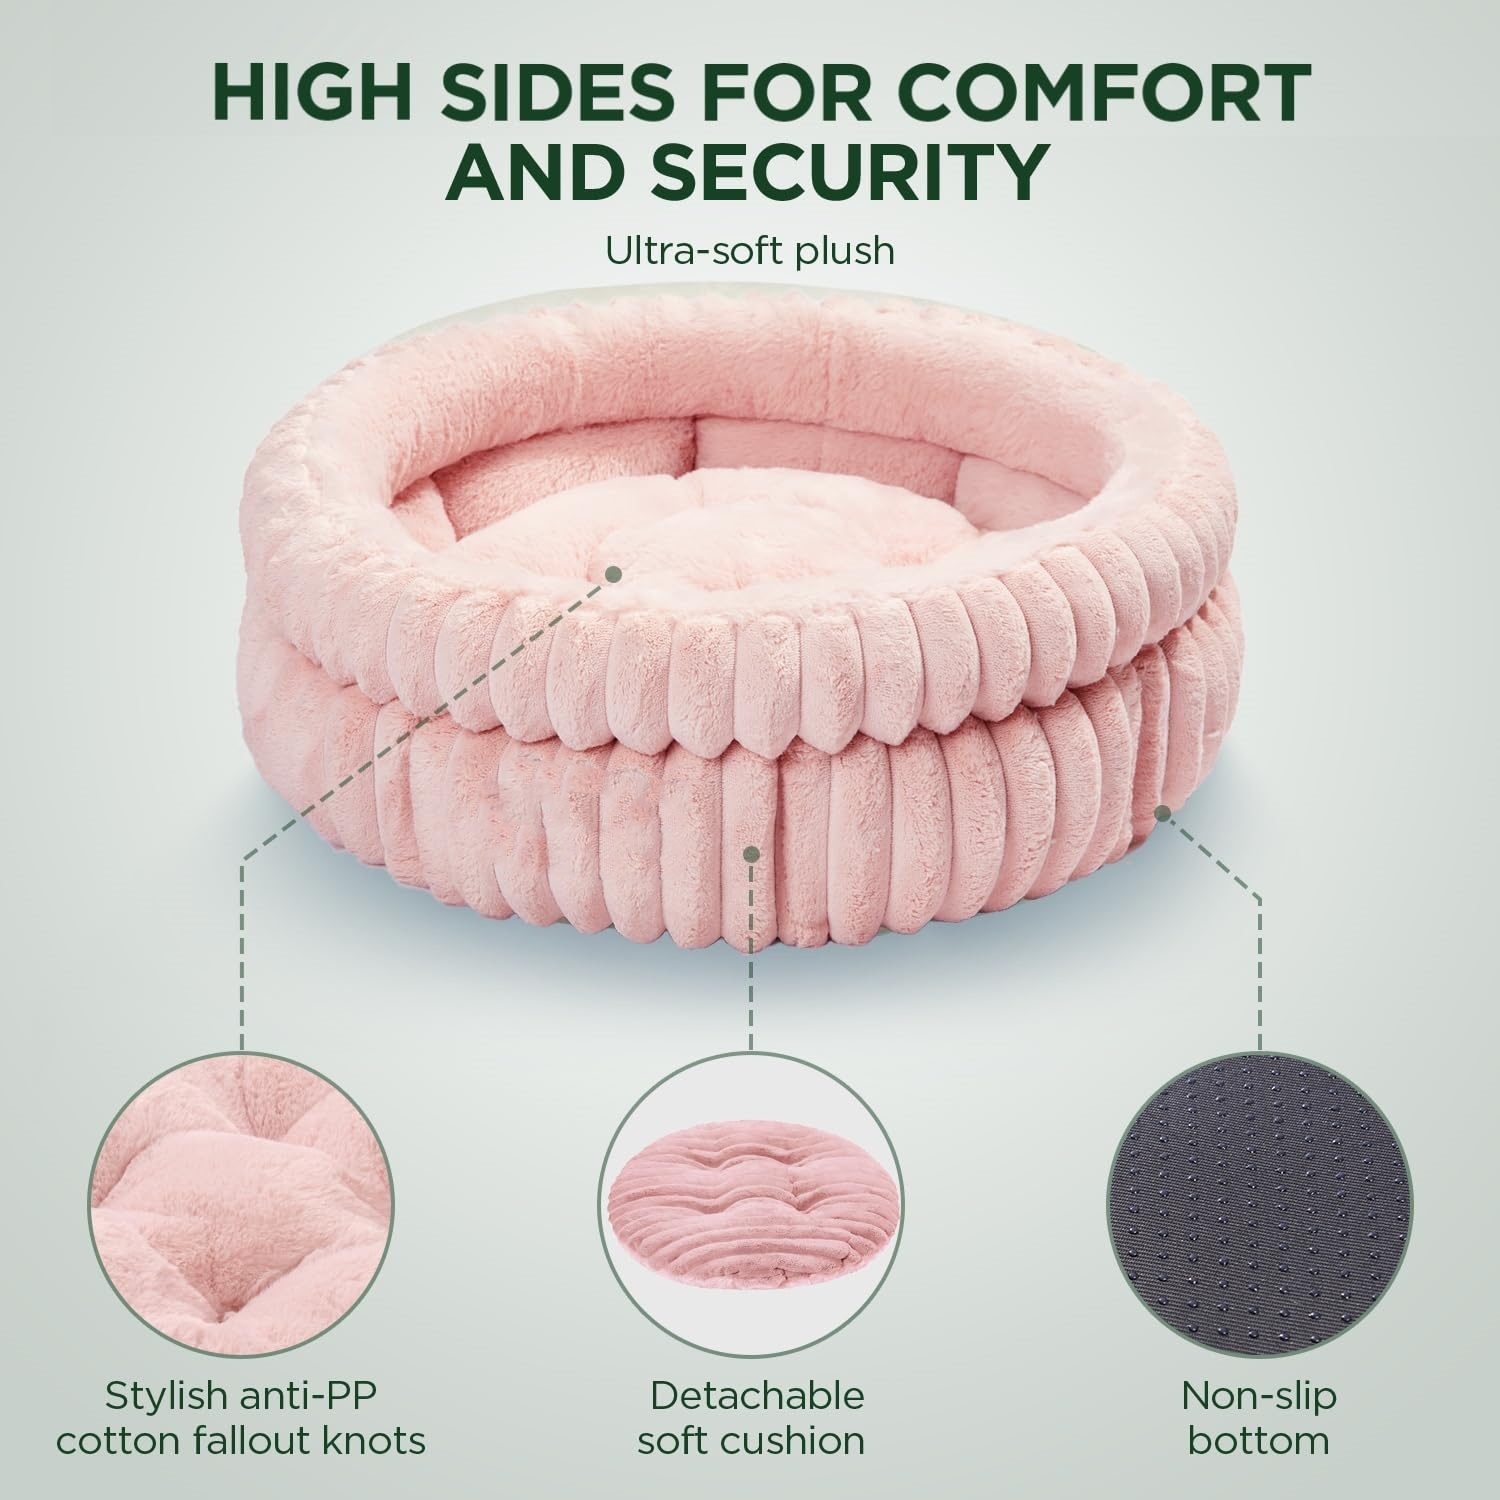 HIGH SIDES FOR COMFORT
AND SECURITY
Ultra-soft plush
Stylish anti-PP
cotton fallout knots
Detachable
soft cushion
Non-slip
bottom